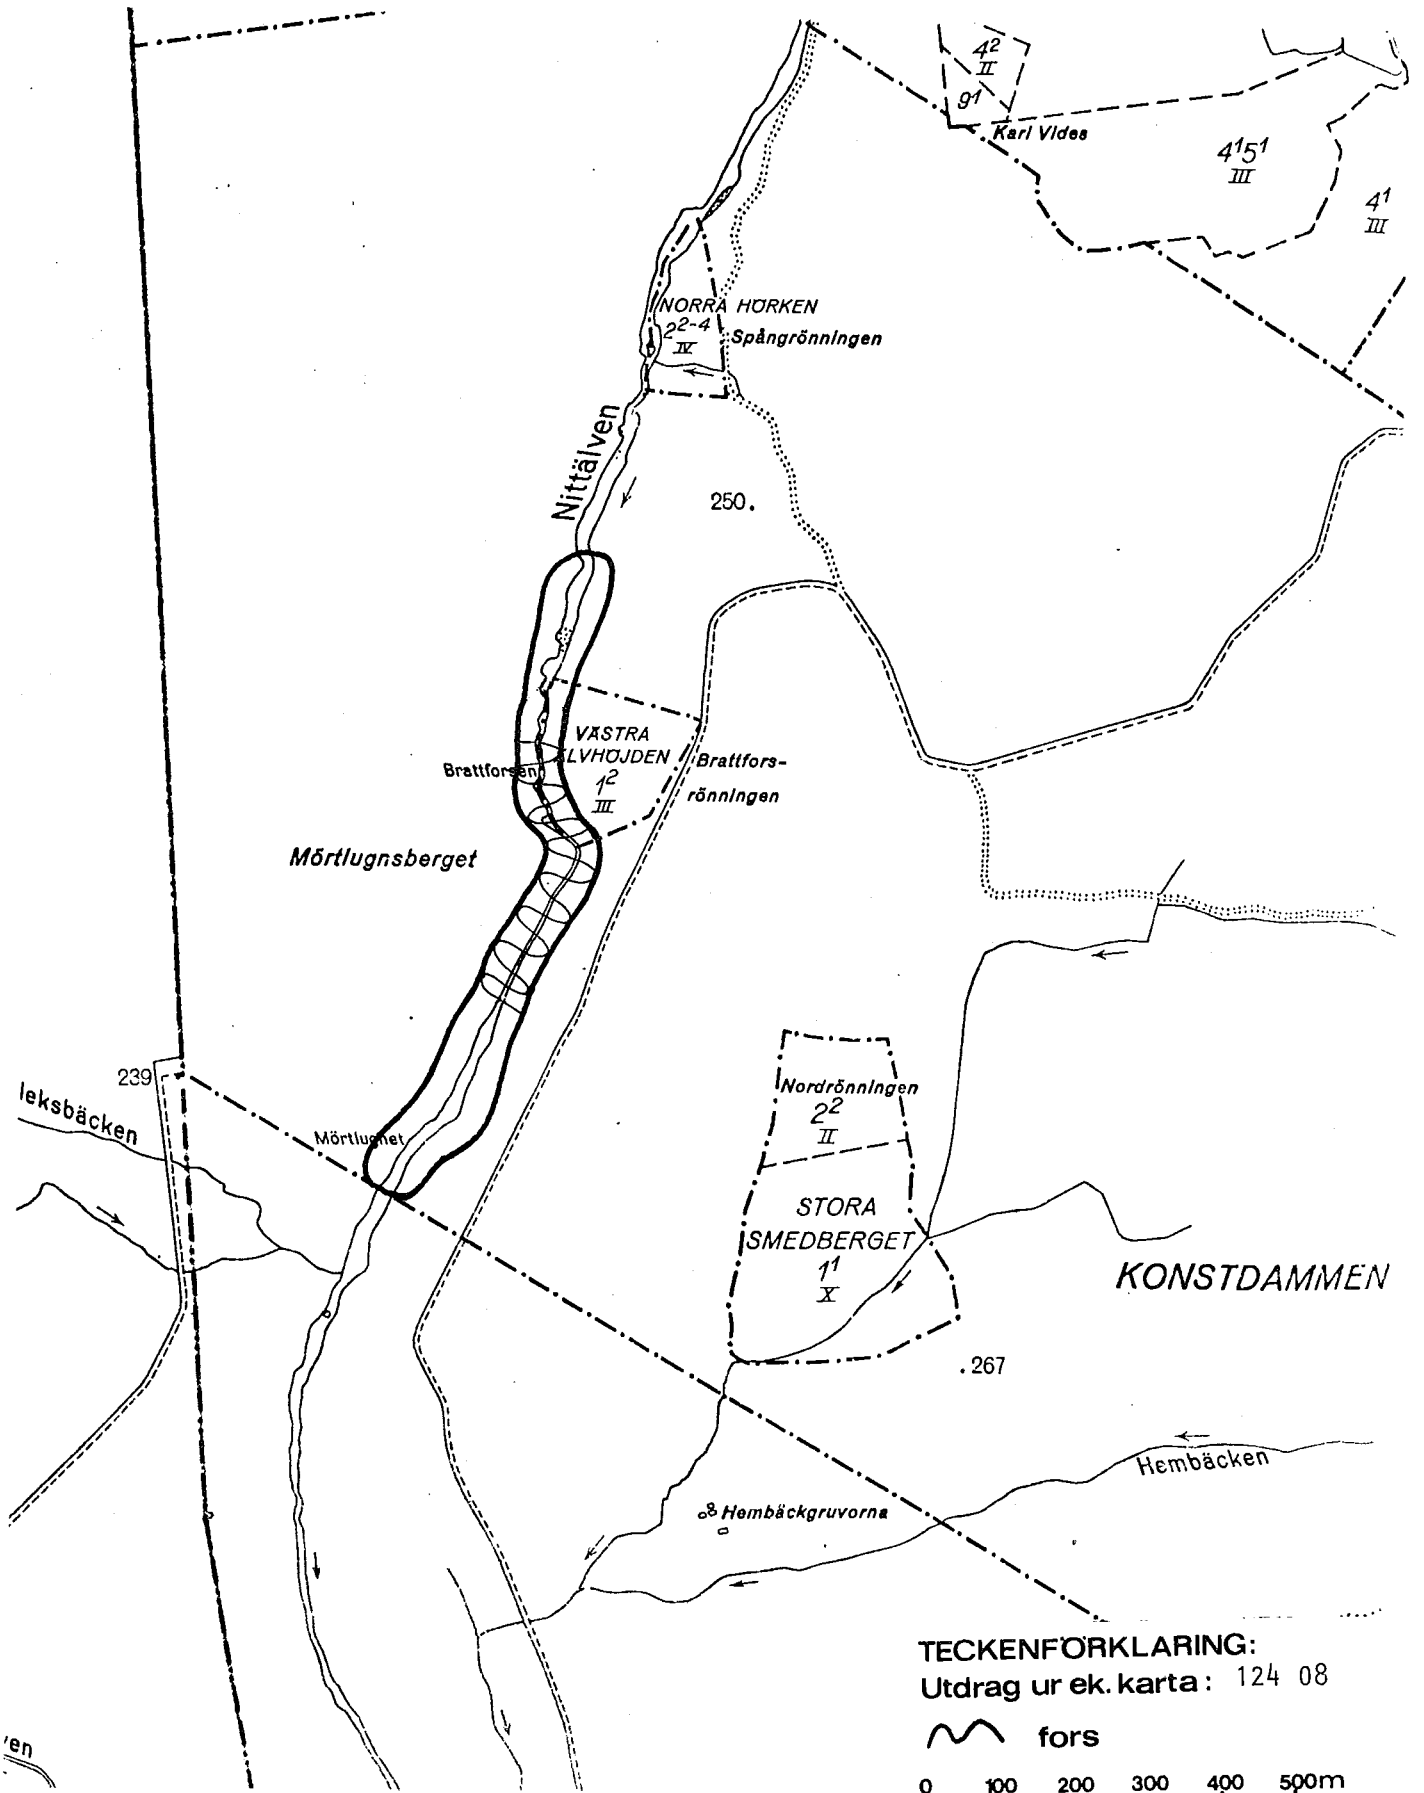 4²
II
9¹
Karl Vides
4¹5¹
III
4¹
III
NORRA HÖRKEN
2²⁻⁴
IV
Spångrönningen
Nittälven
250.
VÄSTRA
LVHÖJDEN
1²
III
Brattforsen
Brattfors-
rönningen
Mörtlugnsberget
239
leksbäcken
Mörtlugnet
Nordrönningen
2²
II
STORA
SMEDBERGET
1¹
X
KONSTDAMMEN
.267
Hembäcken
Hembäckgruvorna
TECKENFÖRKLARING:
Utdrag ur ek. karta: 124 08
fors
0 100 200 300 400 500m
ven